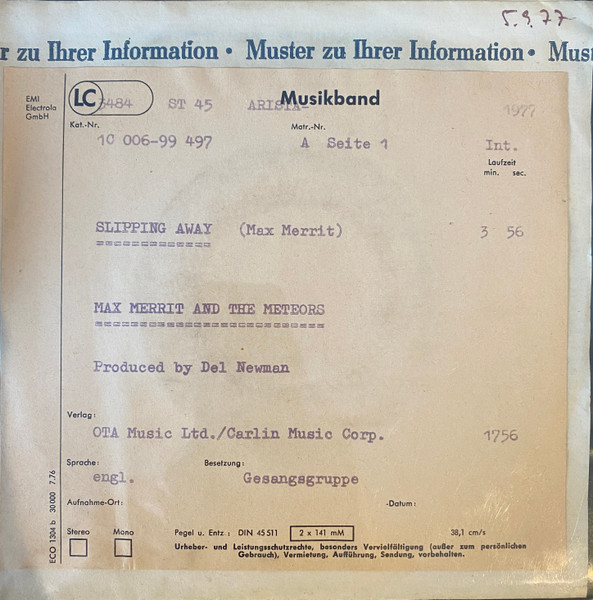 5.9.77
r zu Ihrer Information • Muster zu Ihrer Information • Must
EMI
Electrola
GmbH
LC 3484 ST 45 ARISTA- Musikband 1977
Kat.-Nr. Matr.-Nr.
1C 006-99 497 A Seite 1 Int.
Laufzeit
min. sec.
SLIPPING AWAY (Max Merrit) 3 56
=============
MAX MERRIT AND THE METEORS
==========================
Produced by Del Newman
Verlag:
OTA Music Ltd./Carlin Music Corp. 1756
Sprache: Besetzung:
engl. Gesangsgruppe
Aufnahme-Ort: -Datum:
Stereo Mono Pegel u. Entz.: DIN 45 511 2 x 141 mM 38,1 cm/s
Urheber- und Leistungsschutzrechte, besonders Vervielfältigung (außer zum persönlichen
Gebrauch), Vermietung, Aufführung, Sendung, vorbehalten.
ECO 1304 b 30 000 7.76